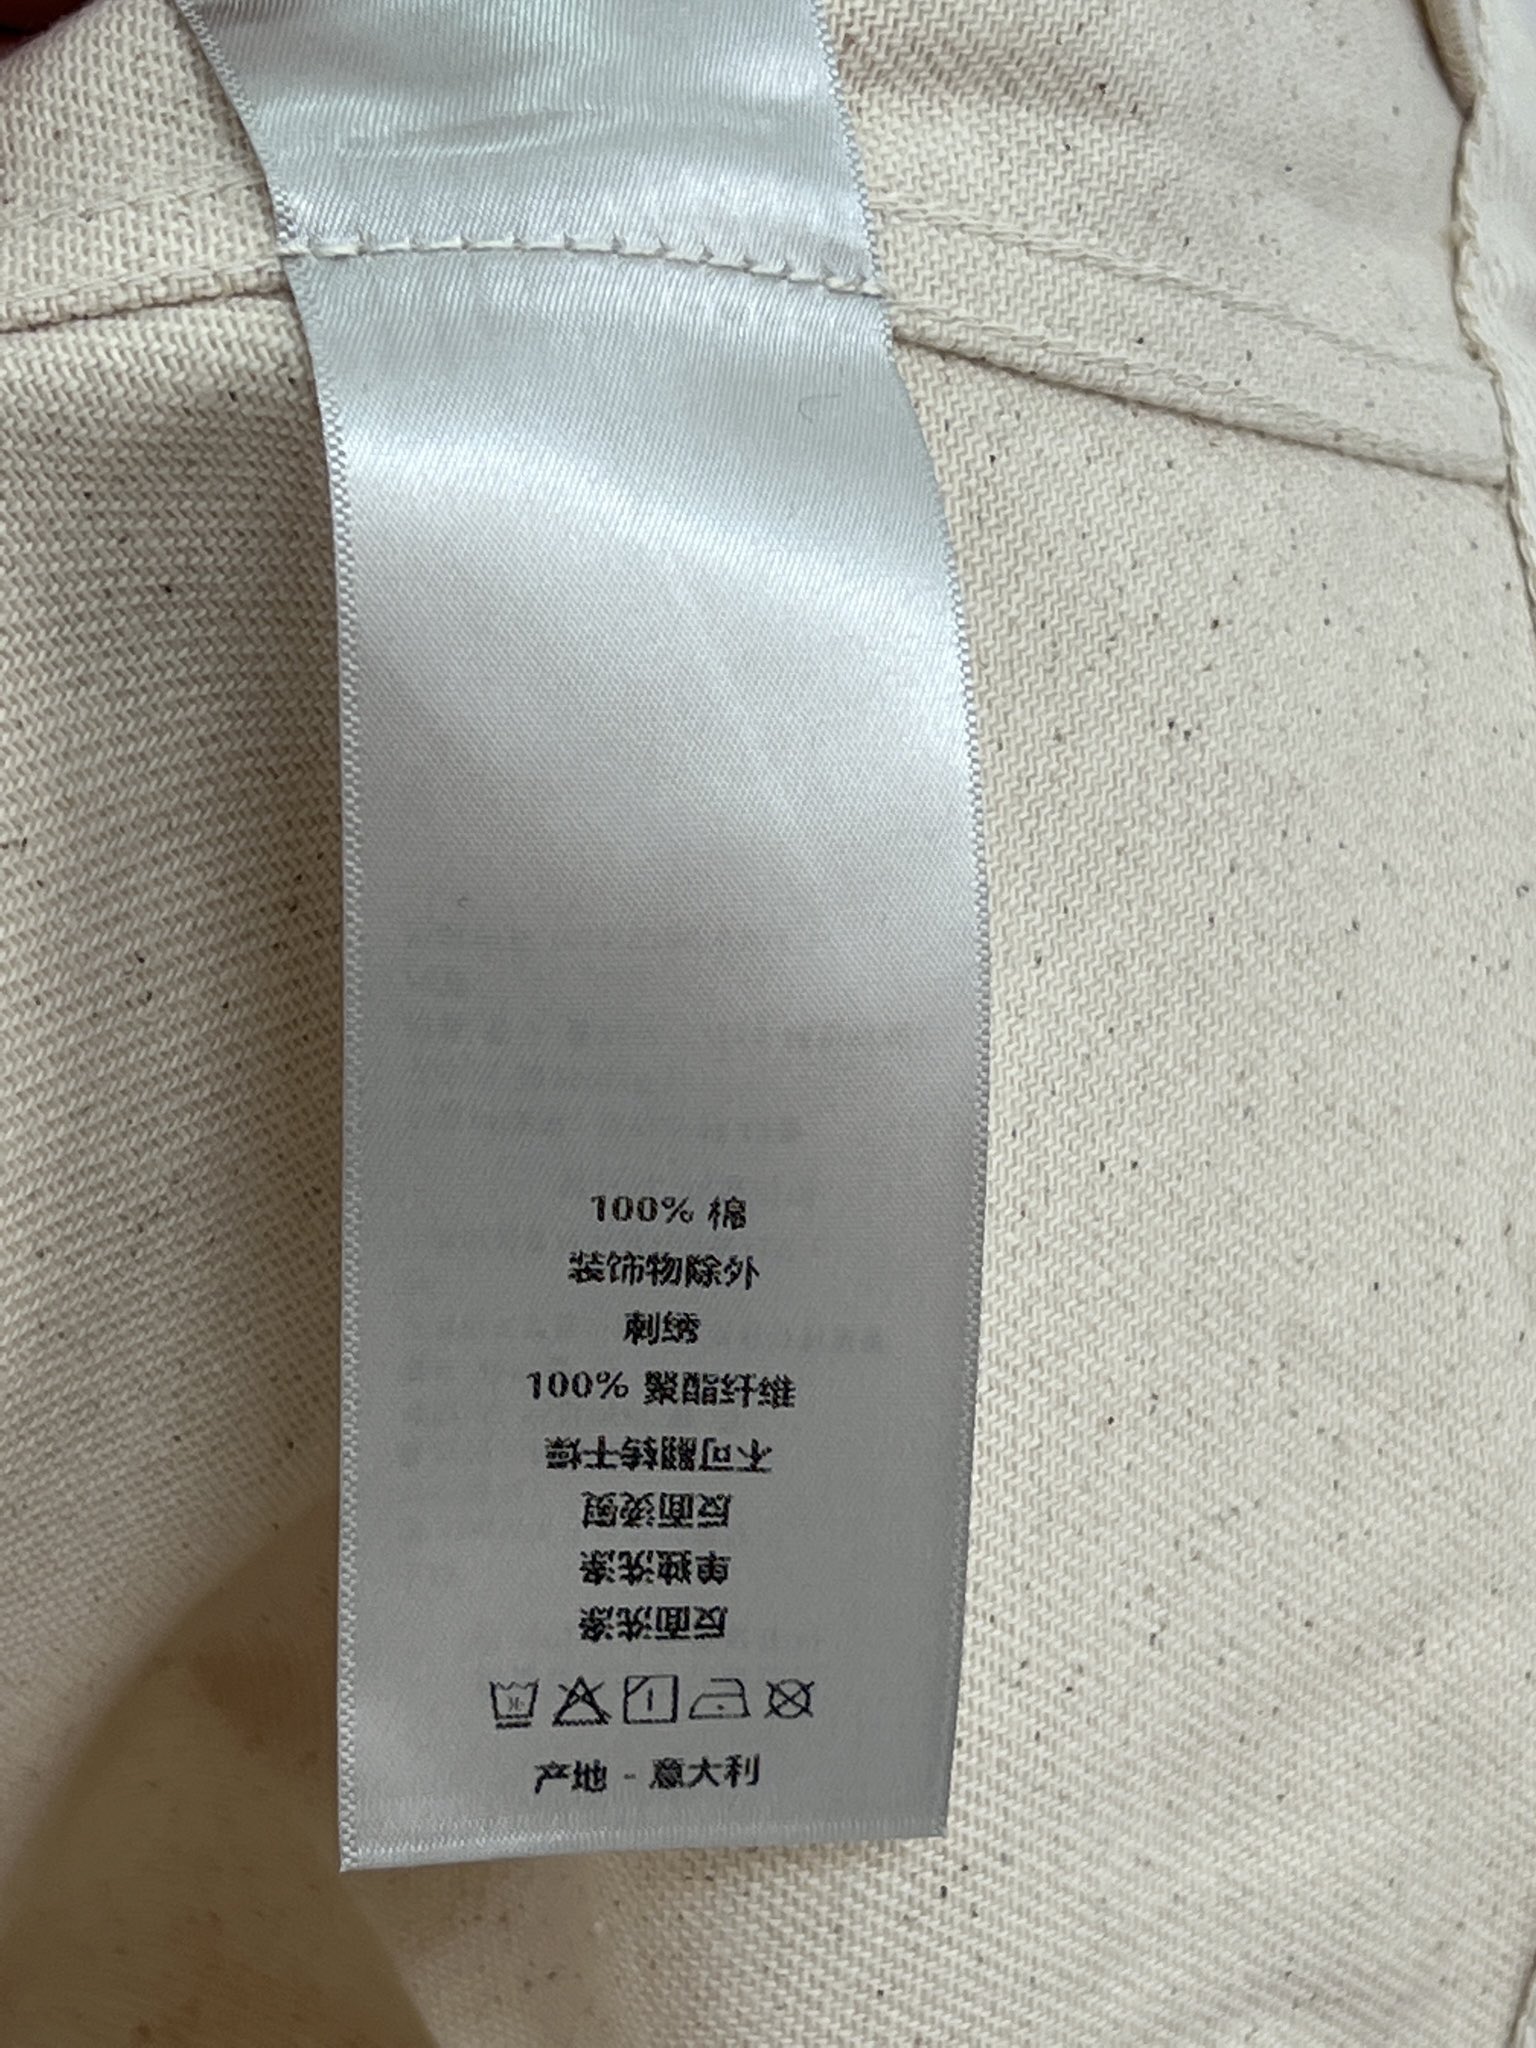 100% 棉
装饰物除外
刺绣
100% 聚酯纤维
不可翻转干燥
反面烫熨
单独洗涤
反面洗涤
产地 - 意大利